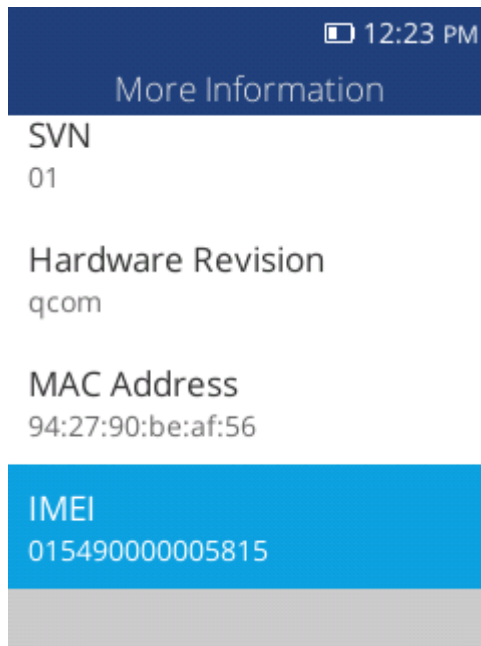 12:23 PM
More Information
SVN
01
Hardware Revision
qcom
MAC Address
94:27:90:be:af:56
IMEI
015490000005815